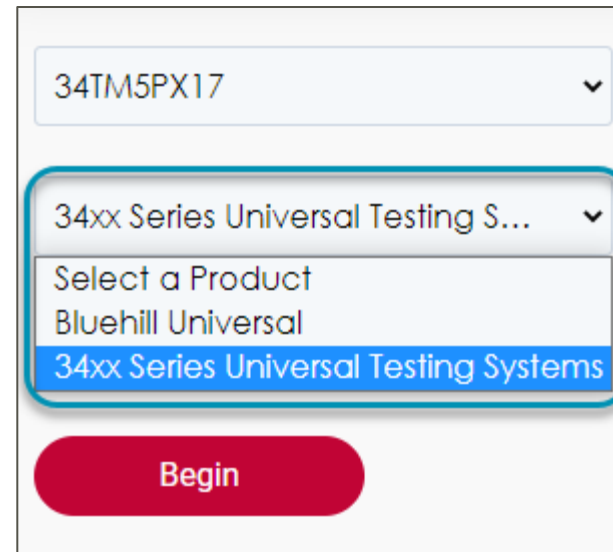 34TM5PX17
34xx Series Universal Testing S...
Select a Product
Bluehill Universal
34xx Series Universal Testing Systems
Begin